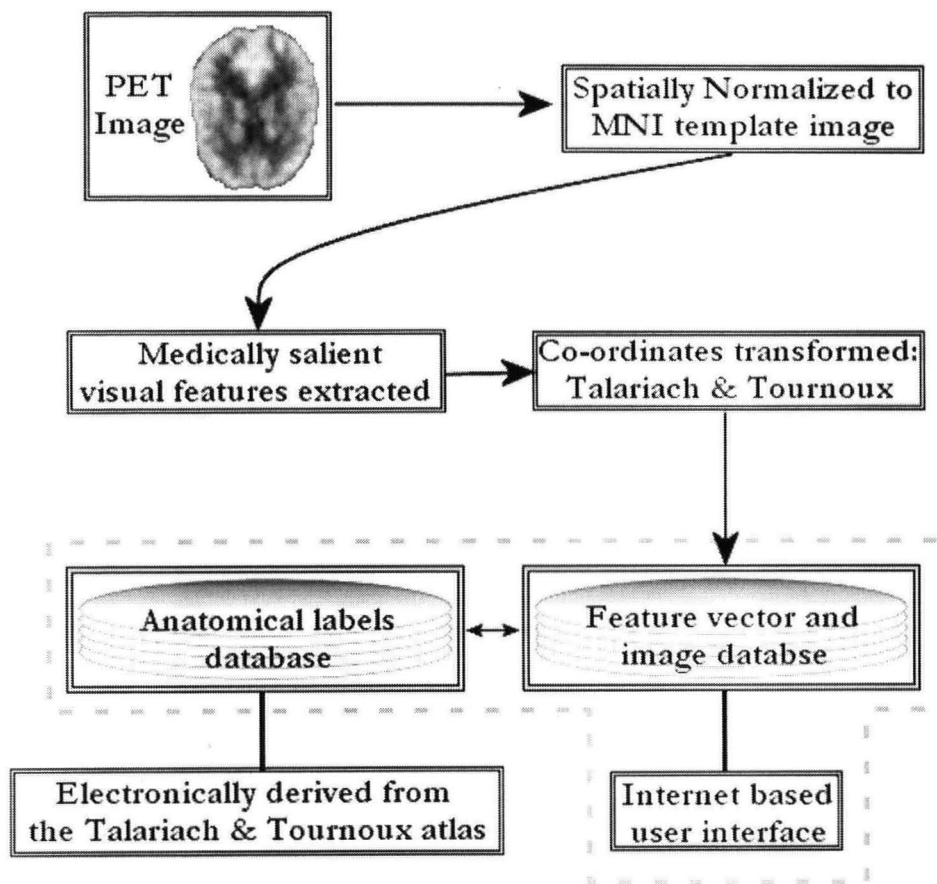 PET
Image
Spatially Normalized to
MNI template image
Medically salient
visual features extracted
Co-ordinates transformed:
Talariach & Tournoux
Anatomical labels
database
Feature vector and
image databse
Electronically derived from
the Talariach & Tournoux atlas
Internet based
user interface